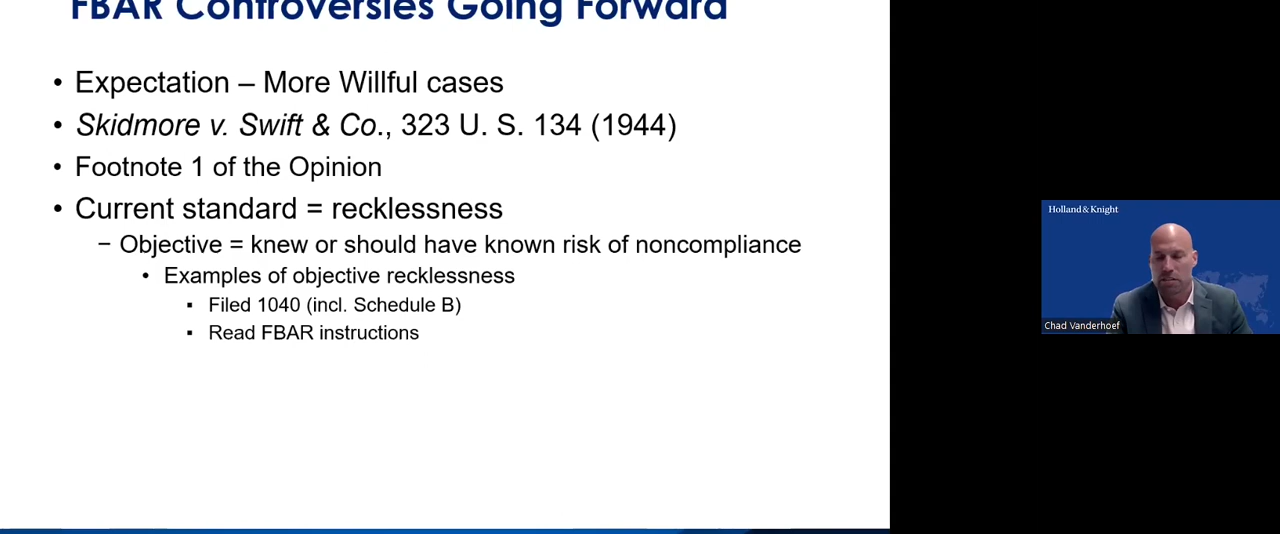 FBAR Controversies Going Forward
• Expectation – More Willful cases
• Skidmore v. Swift & Co., 323 U. S. 134 (1944)
• Footnote 1 of the Opinion
• Current standard = recklessness
− Objective = knew or should have known risk of noncompliance
• Examples of objective recklessness
▪ Filed 1040 (incl. Schedule B)
▪ Read FBAR instructions
Holland & Knight
Chad Vanderhoef